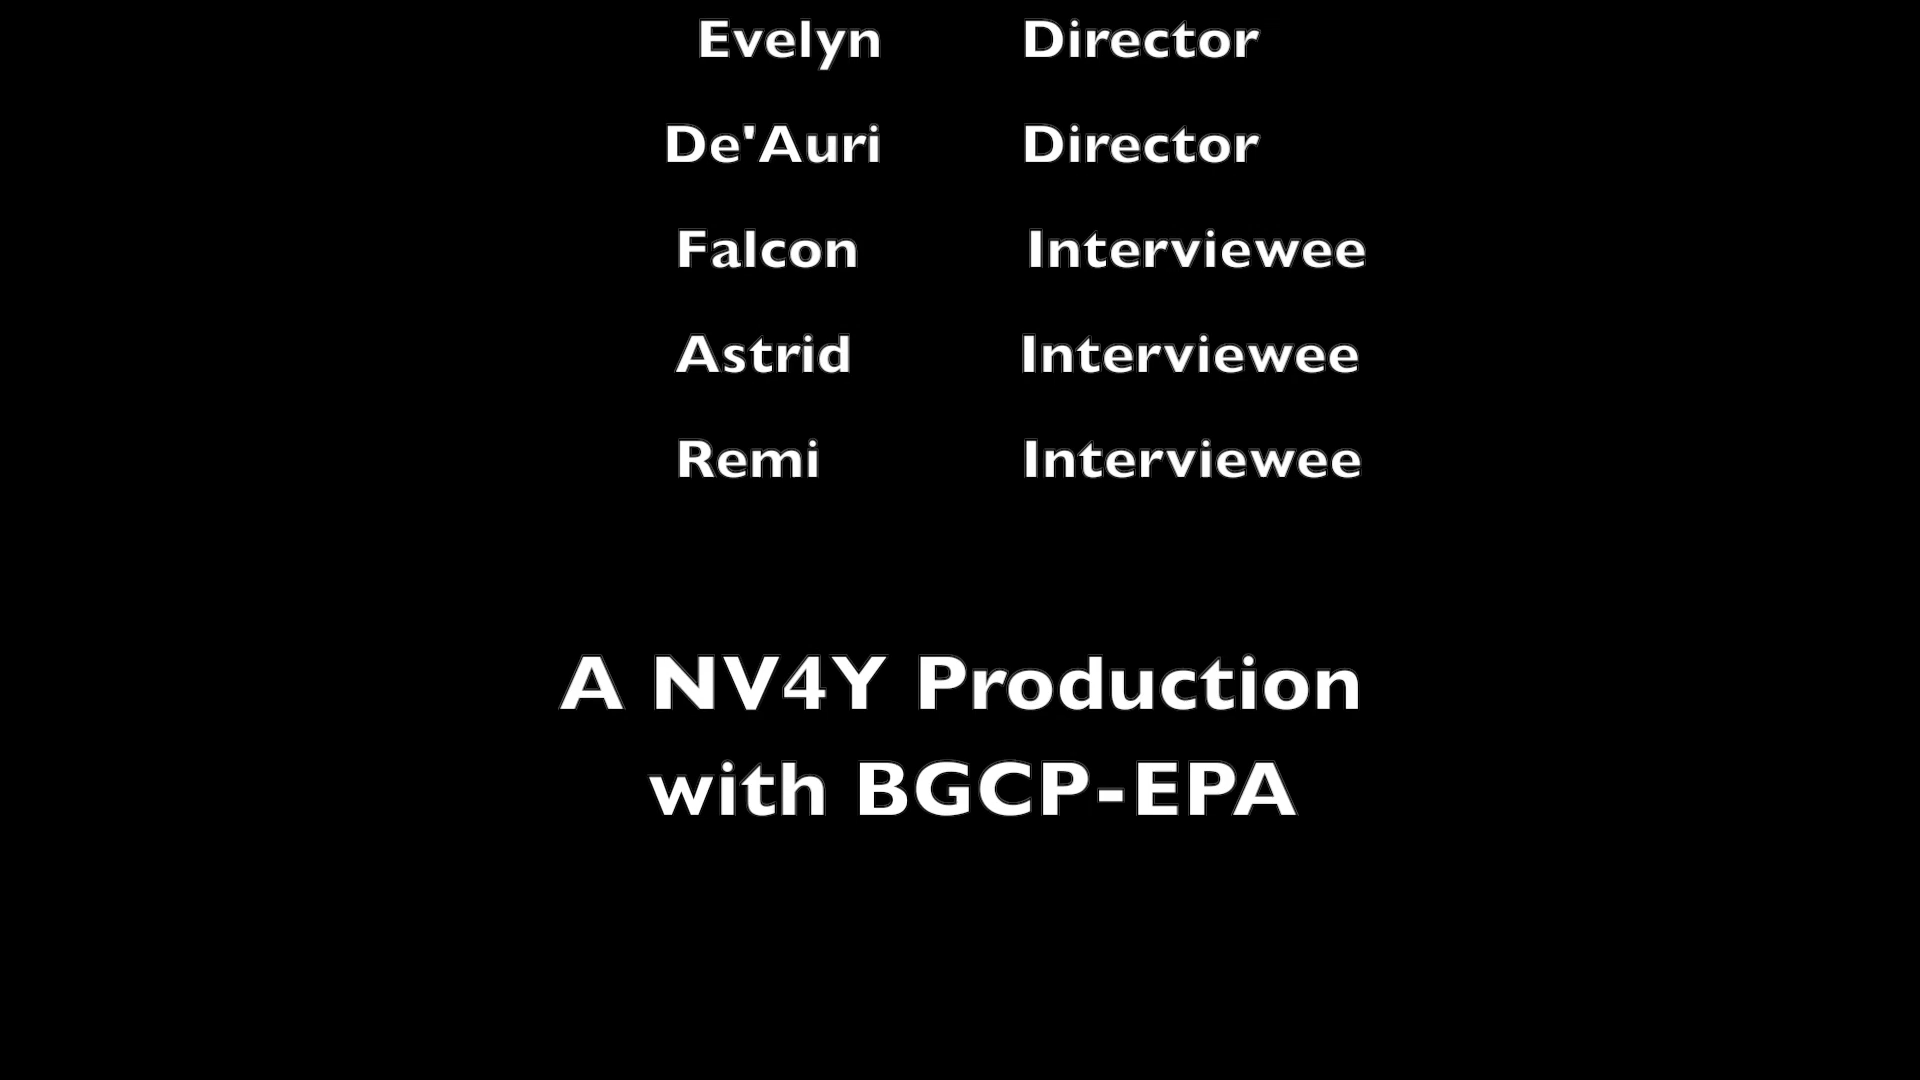 Evelyn Director
De'Auri Director
Falcon Interviewee
Astrid Interviewee
Remi Interviewee
A NV4Y Production
with BGCP-EPA